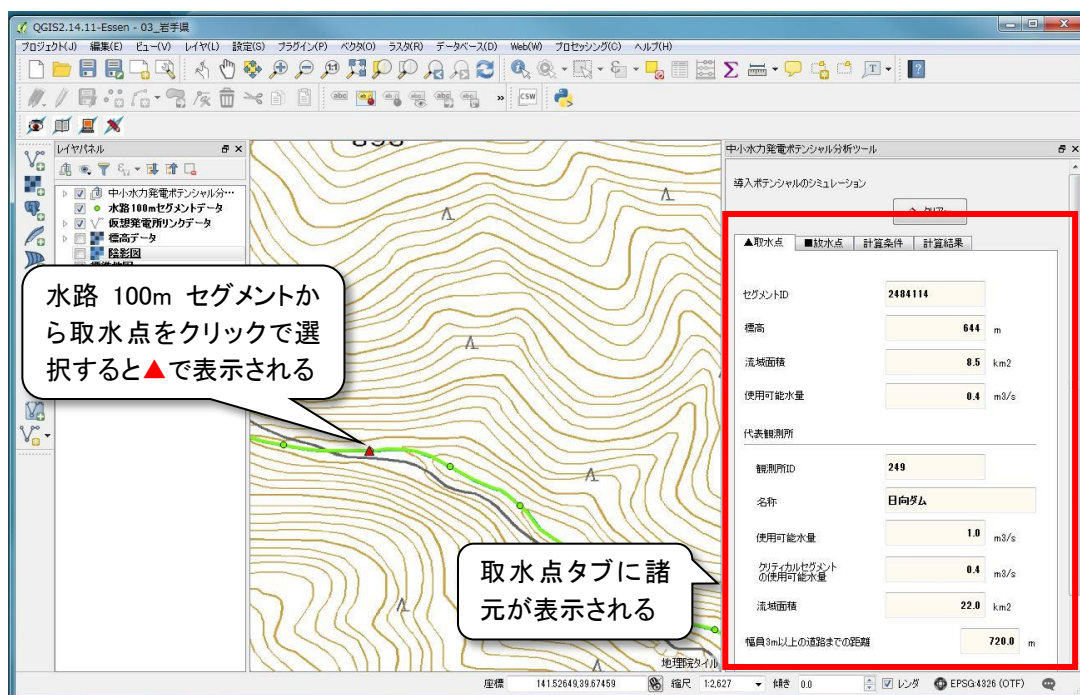 QGIS2.14.11-Essen - 03_岩手県
プロジェクト(J) 編集(E) ビュー(V) レイヤ(L) 設定(S) プラグイン(P) ベクタ(O) ラスタ(R) データベース(D) Web(W) プロセッシング(C) ヘルプ(H)
abc abc abc abc abc » CSW
レイヤパネル
中小水力発電ポテンシャル分…
水路100mセグメントデータ
仮想発電所リンクデータ
標高データ
陰影図
水路 100m セグメントか
ら取水点をクリックで選
択すると▲で表示される
取水点タブに諸
元が表示される
地理院タイル
中小水力発電ポテンシャル分析ツール
導入ポテンシャルのシミュレーション
▲取水点 ■放水点 計算条件 計算結果
セグメントID 2484114
標高 644 m
流域面積 8.5 km2
使用可能水量 0.4 m3/s
代表観測所
観測所ID 249
名称 日向ダム
使用可能水量 1.0 m3/s
クリティカルセグメント
の使用可能水量 0.4 m3/s
流域面積 22.0 km2
幅員3m以上の道路までの距離 720.0 m
座標 141.52649,39.67459 縮尺 1:2,627 傾き 0.0 レンダ EPSG:4326 (OTF)